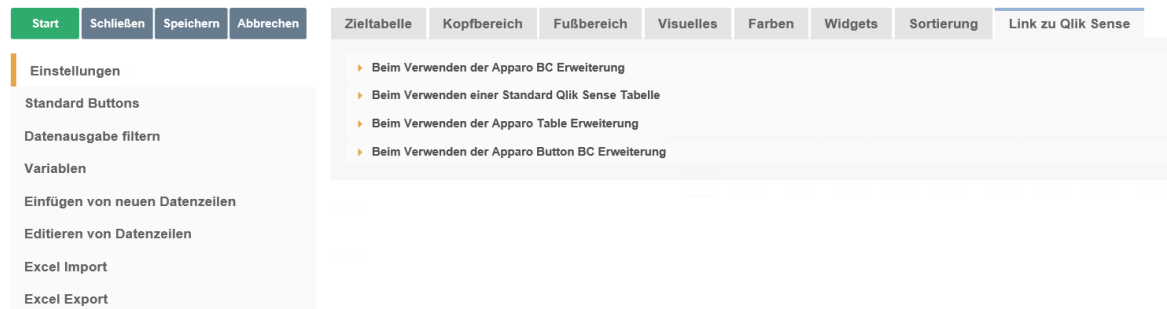 Start Schließen Speichern Abbrechen
Zieltabelle Kopfbereich Fußbereich Visuelles Farben Widgets Sortierung Link zu Qlik Sense
Einstellungen
Standard Buttons
Datenausgabe filtern
Variablen
Einfügen von neuen Datenzeilen
Editieren von Datenzeilen
Excel Import
Excel Export
Beim Verwenden der Apparo BC Erweiterung
Beim Verwenden einer Standard Qlik Sense Tabelle
Beim Verwenden der Apparo Table Erweiterung
Beim Verwenden der Apparo Button BC Erweiterung